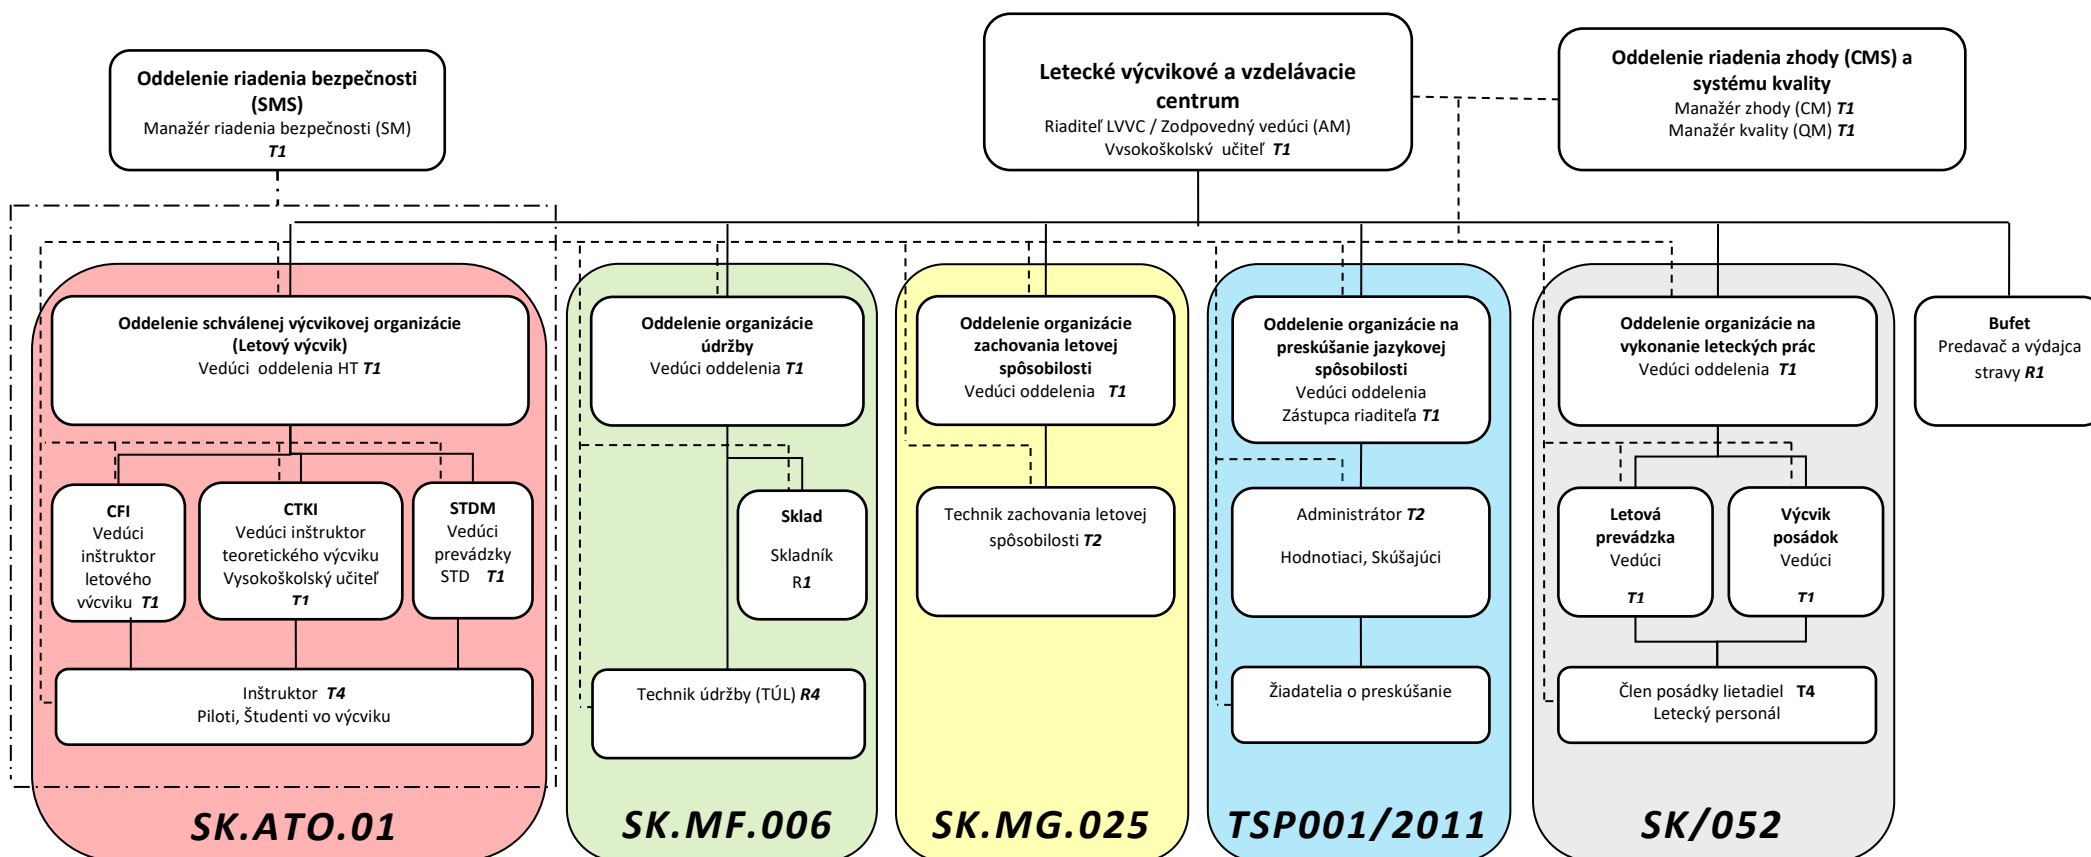 Oddelenie riadenia bezpečnosti
(SMS)
Manažér riadenia bezpečnosti (SM)
T1
Letecké výcvikové a vzdelávacie
centrum
Riaditeľ LVVC / Zodpovedný vedúci (AM)
Vysokoškolský učiteľ T1
Oddelenie riadenia zhody (CMS) a
systému kvality
Manažér zhody (CM) T1
Manažér kvality (QM) T1
Oddelenie schválenej výcvikovej organizácie
(Letový výcvik)
Vedúci oddelenia HT T1
CFI
Vedúci
inštruktor
letového
výcviku T1
CTKI
Vedúci inštruktor
teoretického výcviku
Vysokoškolský učiteľ
T1
STDM
Vedúci
prevádzky
STD T1
Inštruktor T4
Piloti, Študenti vo výcviku
SK.ATO.01
Oddelenie organizácie
údržby
Vedúci oddelenia T1
Sklad
Skladník
R1
Technik údržby (TÚL) R4
SK.MF.006
Oddelenie organizácie
zachovania letovej
spôsobilosti
Vedúci oddelenia T1
Technik zachovania letovej
spôsobilosti T2
SK.MG.025
Oddelenie organizácie na
preskúšanie jazykovej
spôsobilosti
Vedúci oddelenia
Zástupca riaditeľa T1
Administrátor T2
Hodnotiaci, Skúšajúci
Žiadatelia o preskúšanie
TSP001/2011
Oddelenie organizácie na
vykonanie leteckých prác
Vedúci oddelenia T1
Letová
prevádzka
Vedúci
T1
Výcvik
posádok
Vedúci
T1
Člen posádky lietadiel T4
Letecký personál
SK/052
Bufet
Predavač a výdajca
stravy R1